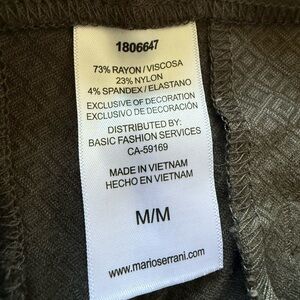 1806647
73% RAYON / VISCOSA
23% NYLON
4% SPANDEX / ELASTANO
EXCLUSIVE OF DECORATION
EXCLUSIVO DE DECORACIÓN
DISTRIBUTED BY:
BASIC FASHION SERVICES
CA-59169
MADE IN VIETNAM
HECHO EN VIETNAM
M/M
www.marioserrani.com